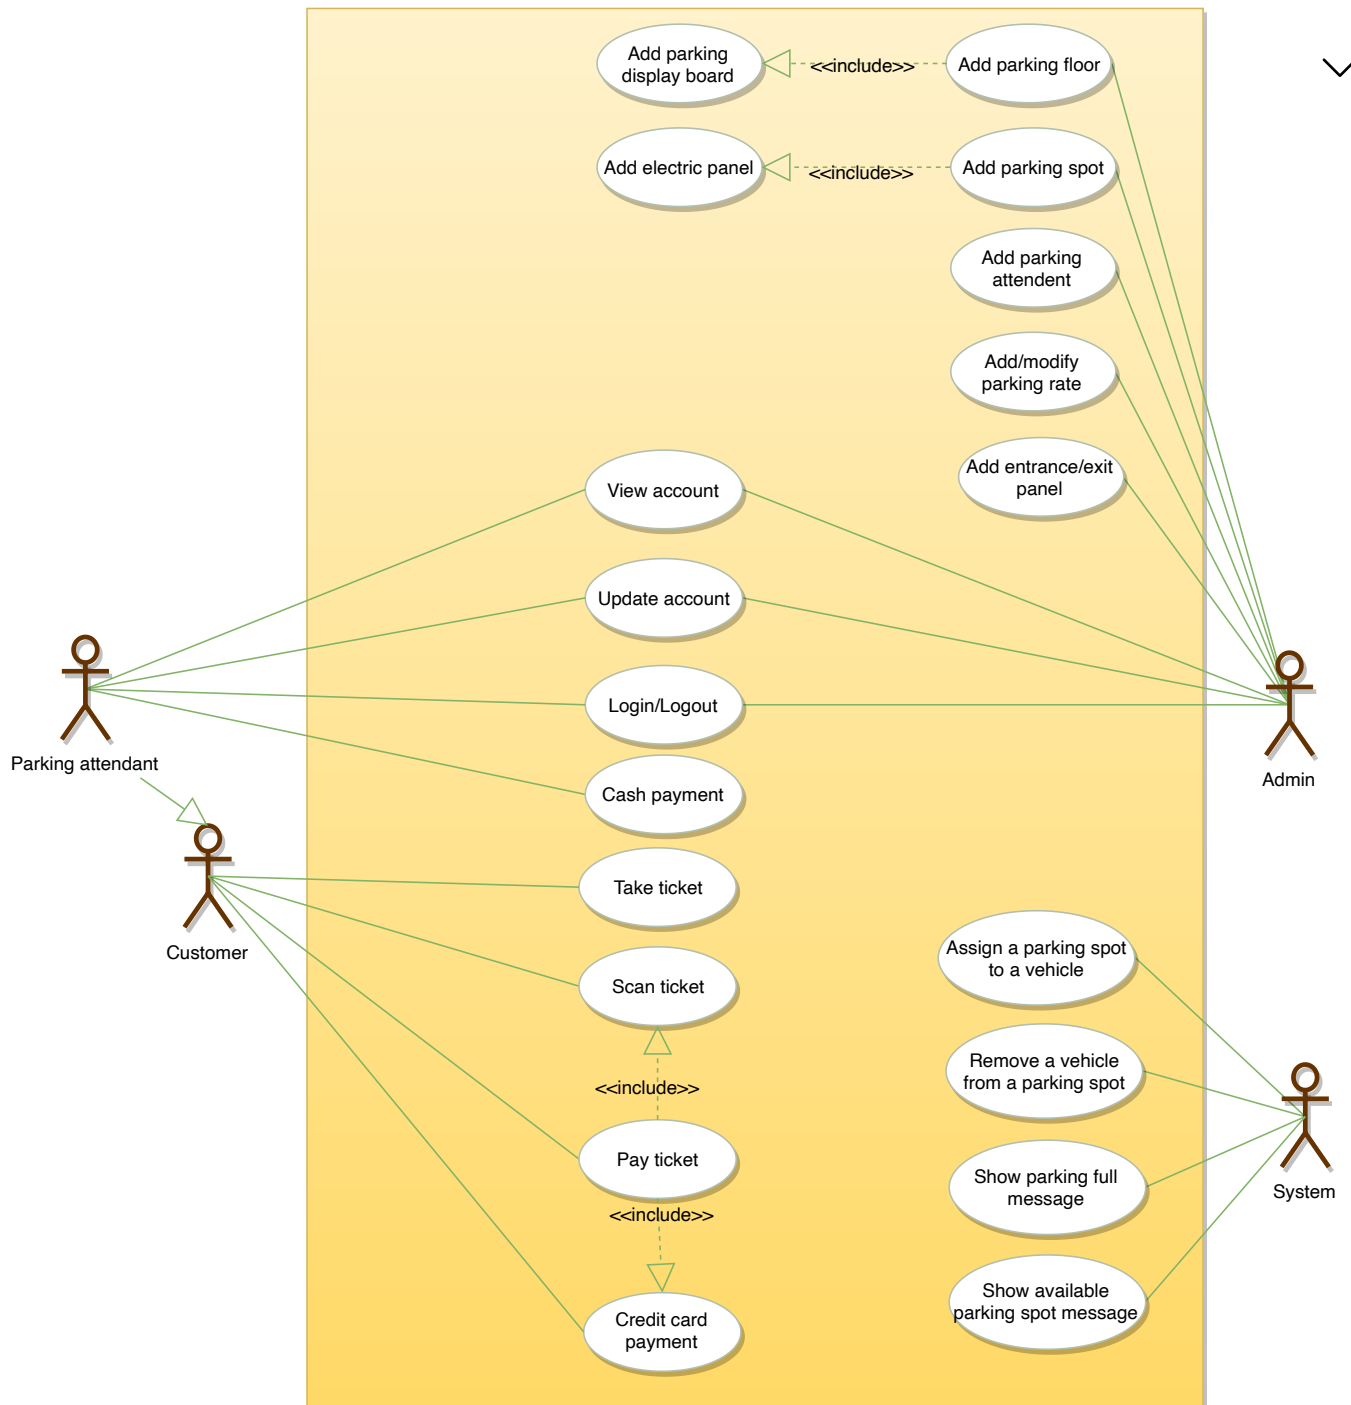 Add parking
display board
<<include>>
Add parking floor
Add electric panel
<<include>>
Add parking spot
Add parking
attendent
Add/modify
parking rate
Add entrance/exit
panel
View account
Update account
Login/Logout
Parking attendant
Admin
Cash payment
Take ticket
Customer
Scan ticket
Assign a parking spot
to a vehicle
<<include>>
Remove a vehicle
from a parking spot
Pay ticket
Show parking full
message
System
<<include>>
Credit card
payment
Show available
parking spot message